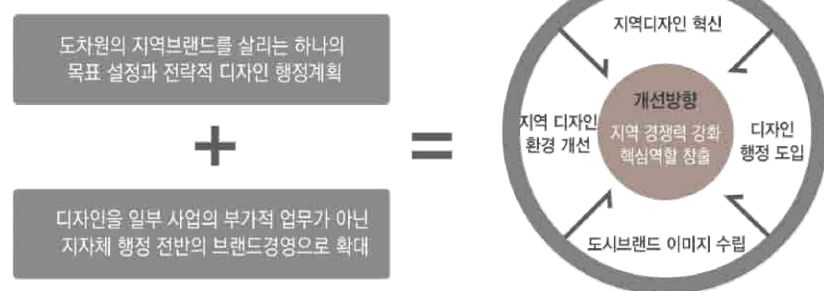 도차원의 지역브랜드를 살리는 하나의
목표 설정과 전략적 디자인 행정계획
+
디자인을 일부 사업의 부가적 업무가 아닌
지자체 행정 전반의 브랜드경영으로 확대
=
지역디자인 혁신
지역 디자인
환경 개선
개선방향
지역 경쟁력 강화
핵심역할 창출
디자인
행정 도입
도시브랜드 이미지 수립